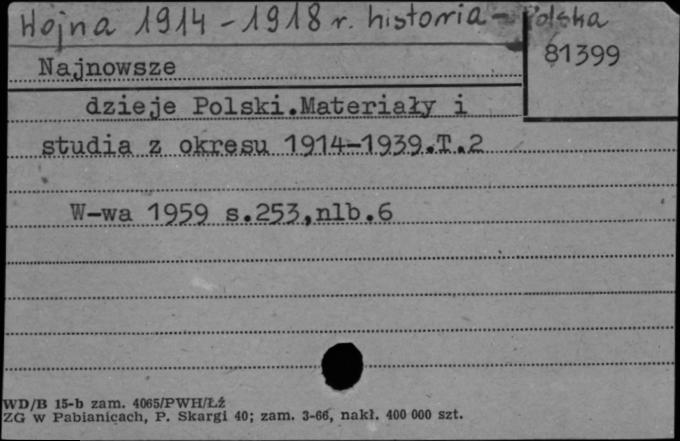 Wojna 1914-1918 r. historia - Polska
81399
Najnowsze
dzieje Polski.Materiały i
studia z okresu 1914-1939.T.2
W-wa 1959 s.253,nlb.6
WD/B 15-b zam. 4065/PWH/Łż
ZG w Pabianicach, P. Skargi 40; zam. 3-66, nakł. 400 000 szt.